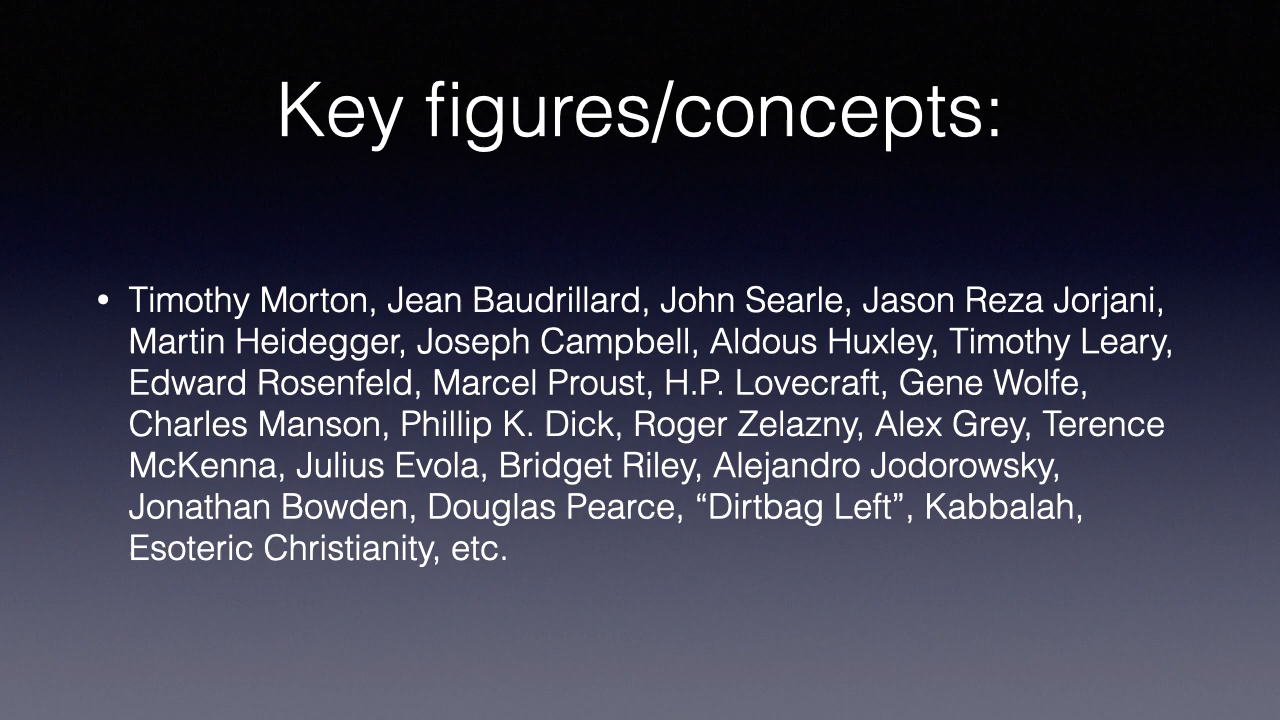 Key figures/concepts:
• Timothy Morton, Jean Baudrillard, John Searle, Jason Reza Jorjani,
Martin Heidegger, Joseph Campbell, Aldous Huxley, Timothy Leary,
Edward Rosenfeld, Marcel Proust, H.P. Lovecraft, Gene Wolfe,
Charles Manson, Phillip K. Dick, Roger Zelazny, Alex Grey, Terence
McKenna, Julius Evola, Bridget Riley, Alejandro Jodorowsky,
Jonathan Bowden, Douglas Pearce, “Dirtbag Left”, Kabbalah,
Esoteric Christianity, etc.